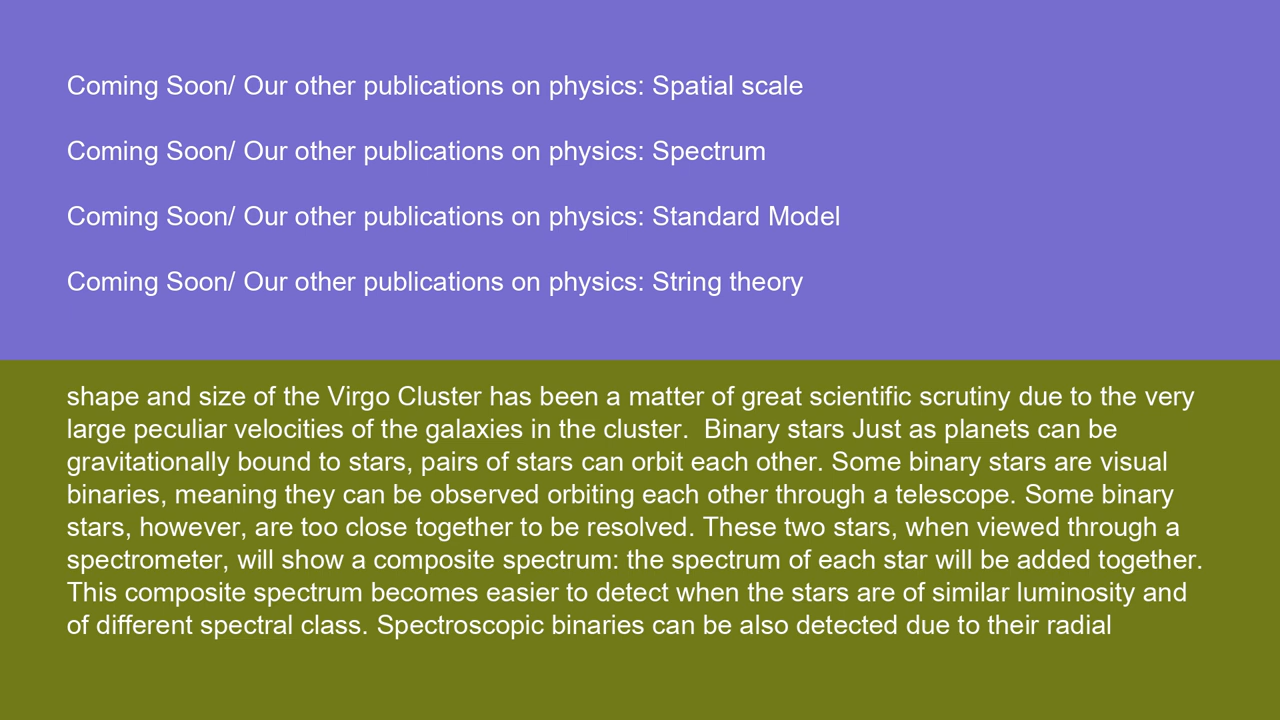 Coming Soon/ Our other publications on physics: Spatial scale
Coming Soon/ Our other publications on physics: Spectrum
Coming Soon/ Our other publications on physics: Standard Model
Coming Soon/ Our other publications on physics: String theory
shape and size of the Virgo Cluster has been a matter of great scientific scrutiny due to the very
large peculiar velocities of the galaxies in the cluster.  Binary stars Just as planets can be
gravitationally bound to stars, pairs of stars can orbit each other. Some binary stars are visual
binaries, meaning they can be observed orbiting each other through a telescope. Some binary
stars, however, are too close together to be resolved. These two stars, when viewed through a
spectrometer, will show a composite spectrum: the spectrum of each star will be added together.
This composite spectrum becomes easier to detect when the stars are of similar luminosity and
of different spectral class. Spectroscopic binaries can be also detected due to their radial